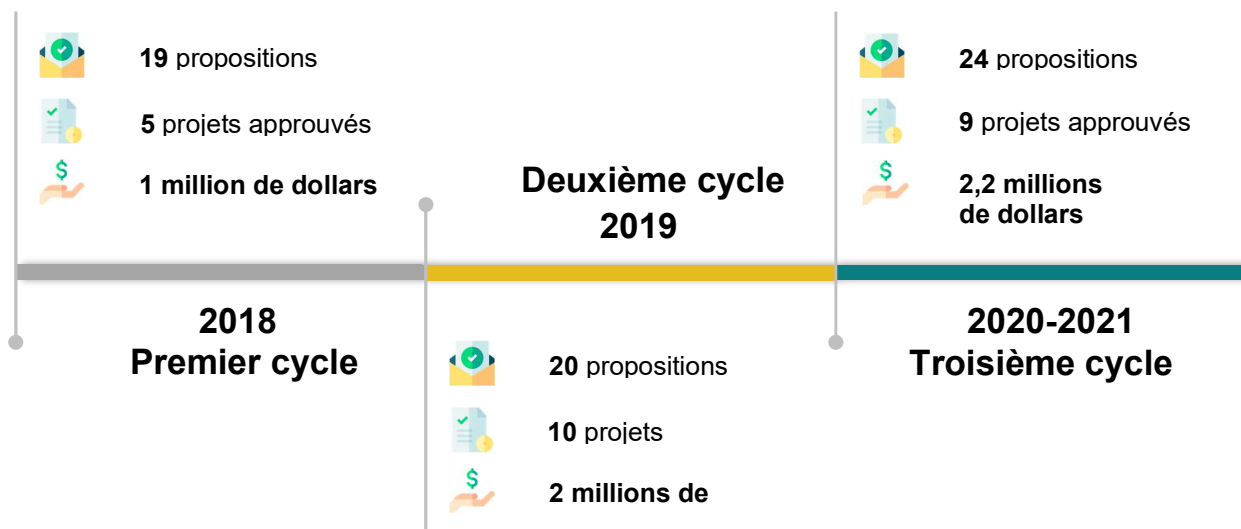 19 propositions
5 projets approuvés
1 million de dollars
2018
Premier cycle
Deuxième cycle
2019
20 propositions
10 projets
2 millions de
24 propositions
9 projets approuvés
2,2 millions
de dollars
2020-2021
Troisième cycle